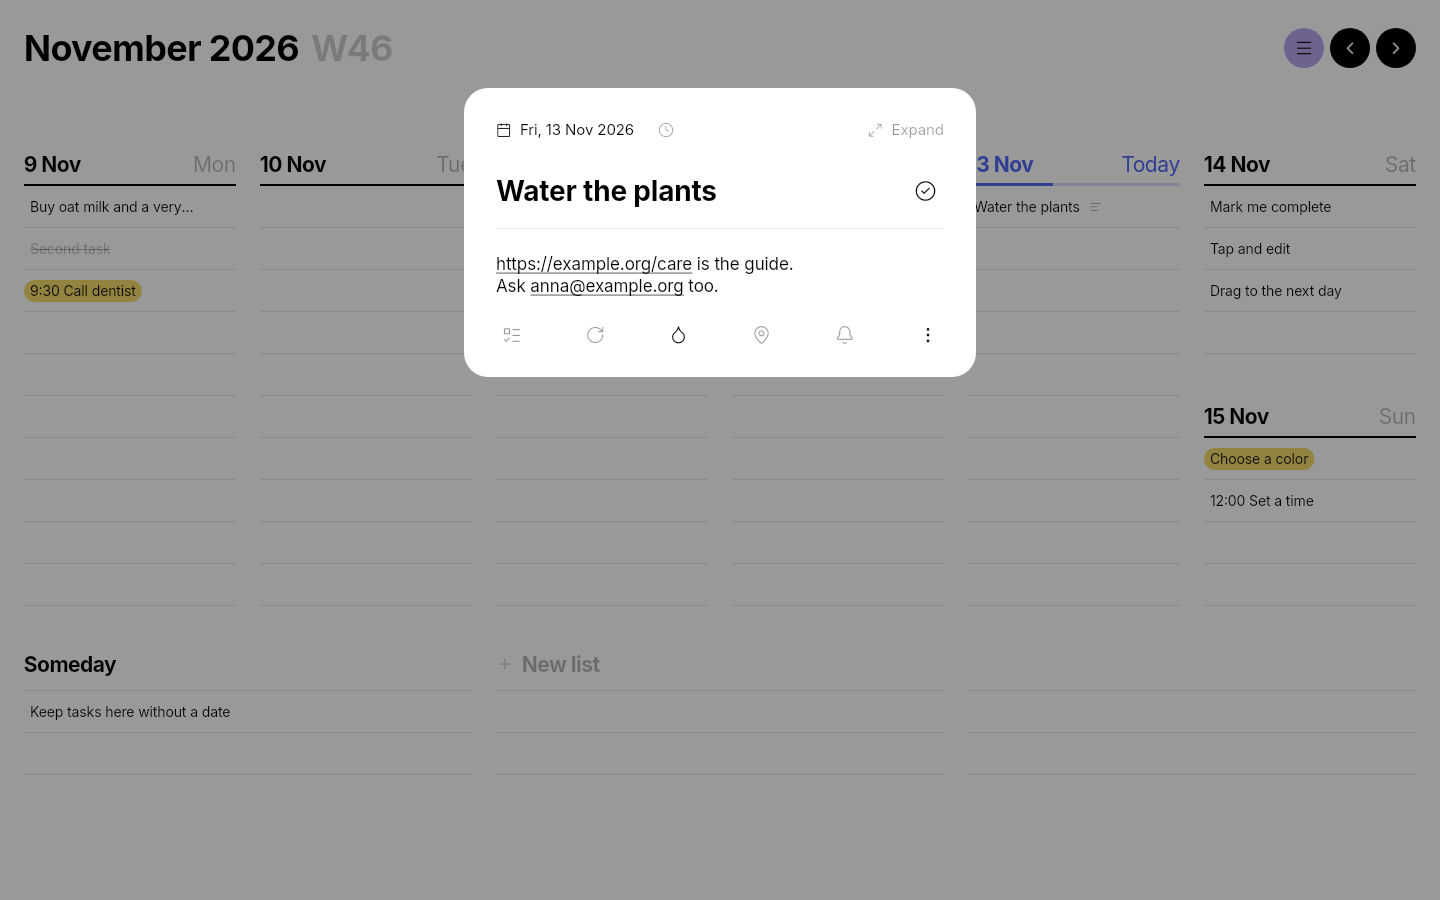 November 2026 W46
Fri, 13 Nov 2026
Expand
Water the plants
https://example.org/care is the guide.
Ask anna@example.org too.
9 Nov Mon
Buy oat milk and a very...
Second task
9:30 Call dentist
10 Nov Tue
3 Nov Today
Water the plants
14 Nov Sat
Mark me complete
Tap and edit
Drag to the next day
15 Nov Sun
Choose a color
12:00 Set a time
Someday
Keep tasks here without a date
New list